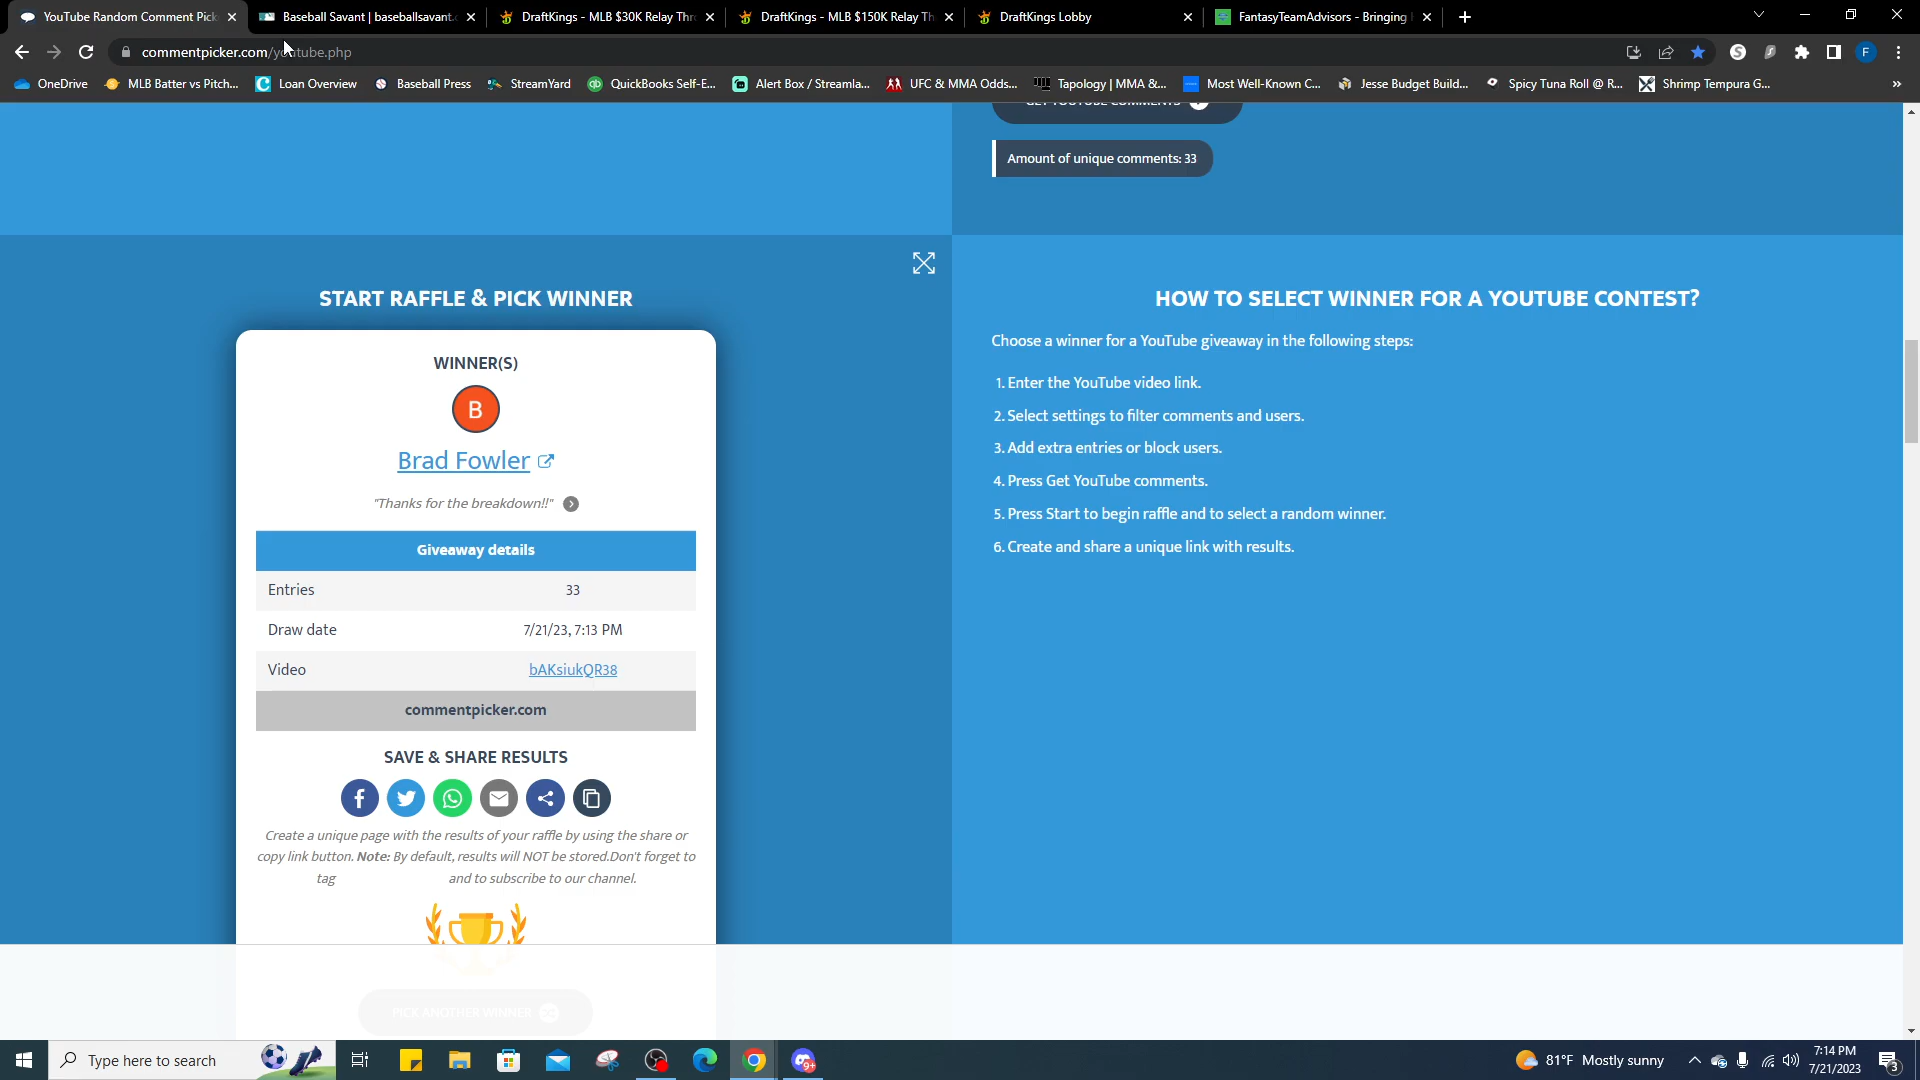 YouTube Random Comment Pick
Baseball Savant | baseballsavant.
DraftKings - MLB $30K Relay Thr
DraftKings - MLB $150K Relay Th
DraftKings Lobby
FantasyTeamAdvisors - Bringing
commentpicker.com/youtube.php
OneDrive
MLB Batter vs Pitch...
Loan Overview
Baseball Press
StreamYard
QuickBooks Self-E...
Alert Box / Streamla...
UFC & MMA Odds...
Tapology | MMA &...
Most Well-Known C...
Jesse Budget Build...
Spicy Tuna Roll @ R...
Shrimp Tempura G...
»
GET YOUTUBE COMMENTS
Amount of unique comments: 33
START RAFFLE & PICK WINNER
WINNER(S)
B
Brad Fowler
"Thanks for the breakdown!!"
Giveaway details
Entries 33
Draw date 7/21/23, 7:13 PM
Video bAKsiukQR38
commentpicker.com
SAVE & SHARE RESULTS
Create a unique page with the results of your raffle by using the share or
copy link button. Note: By default, results will NOT be stored.Don't forget to
tag and to subscribe to our channel.
PICK ANOTHER WINNER
HOW TO SELECT WINNER FOR A YOUTUBE CONTEST?
Choose a winner for a YouTube giveaway in the following steps:
1. Enter the YouTube video link.
2. Select settings to filter comments and users.
3. Add extra entries or block users.
4. Press Get YouTube comments.
5. Press Start to begin raffle and to select a random winner.
6. Create and share a unique link with results.
Type here to search
9+
81°F Mostly sunny
7:14 PM
7/21/2023
3